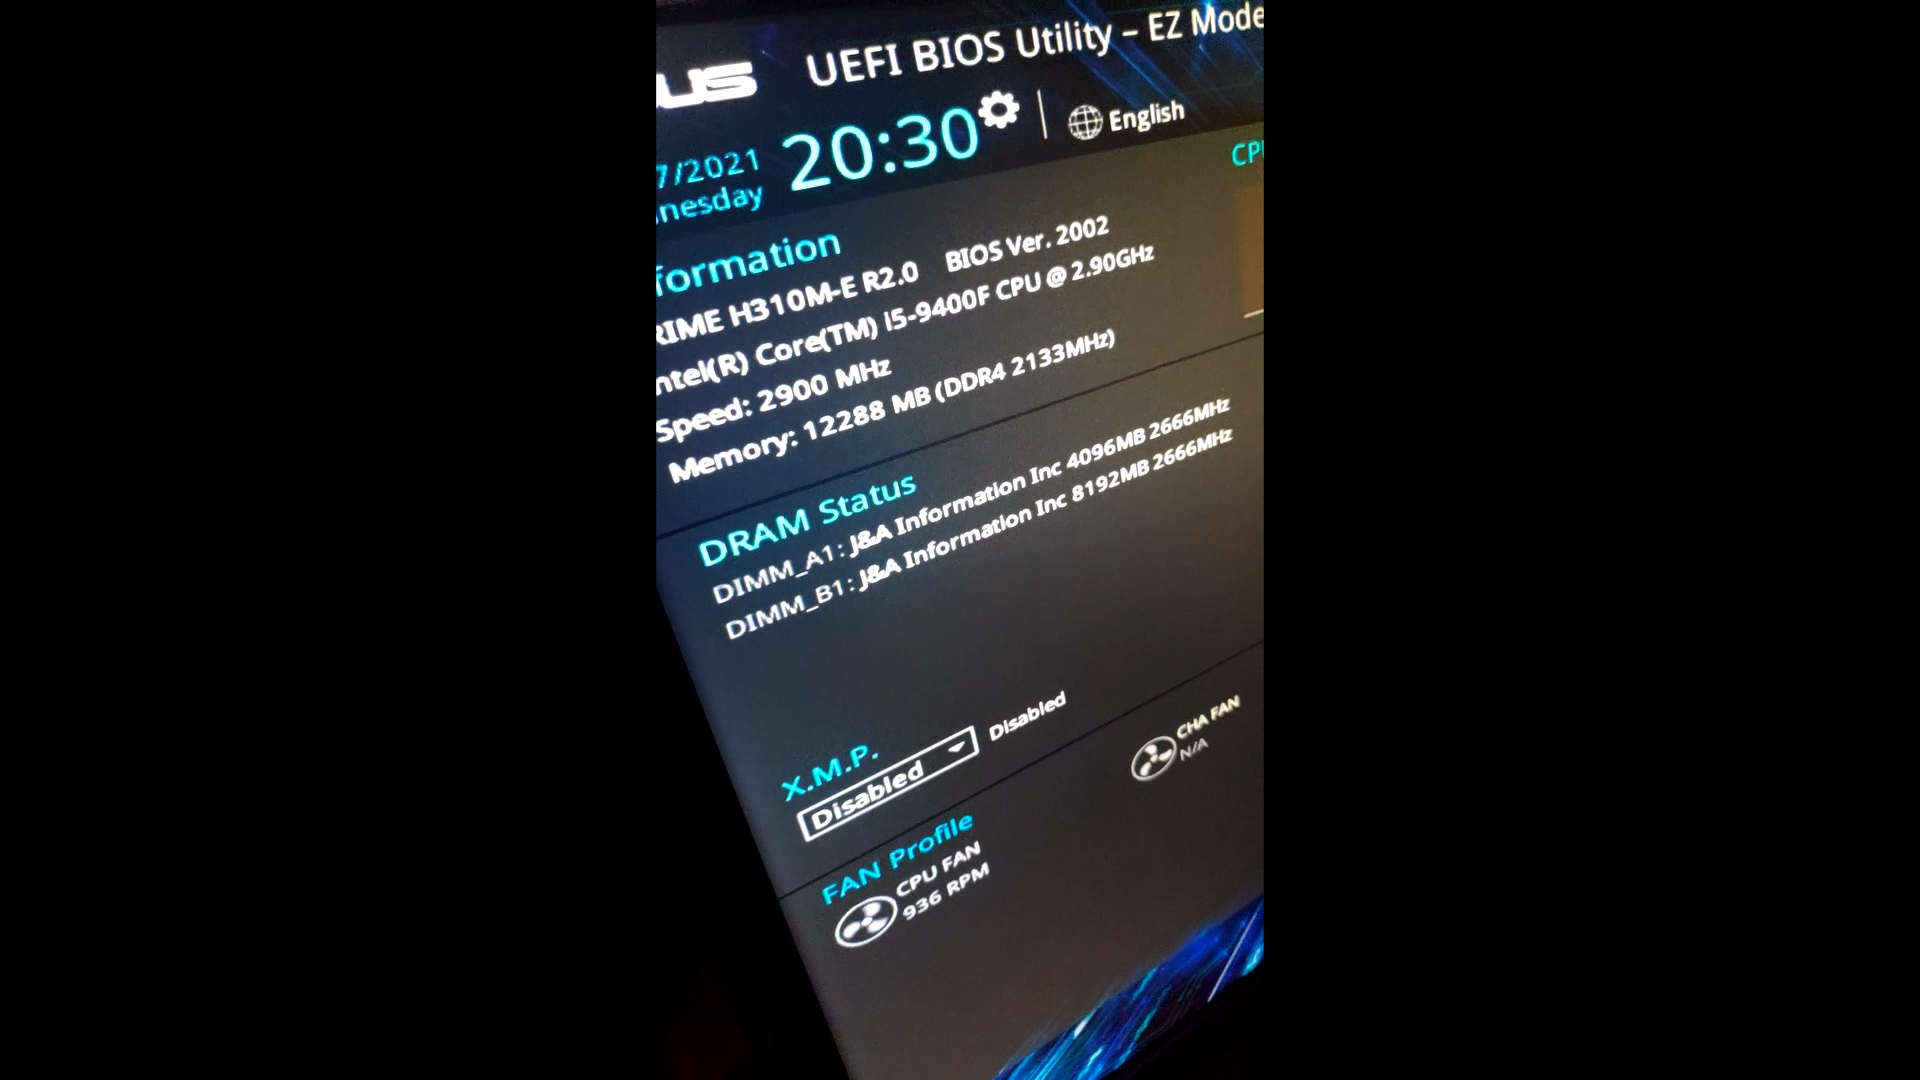 US UEFI BIOS Utility – EZ Mode
7/2021
nesday
20:30
English
CPU
formation
RIME H310M-E R2.0 BIOS Ver. 2002
ntel(R) Core(TM) i5-9400F CPU @ 2.90GHz
Speed: 2900 MHz
Memory: 12288 MB (DDR4 2133MHz)
DRAM Status
DIMM_A1: J&A Information Inc 4096MB 2666MHz
DIMM_B1: J&A Information Inc 8192MB 2666MHz
X.M.P.
Disabled
Disabled
FAN Profile
CPU FAN
936 RPM
CHA FAN
N/A